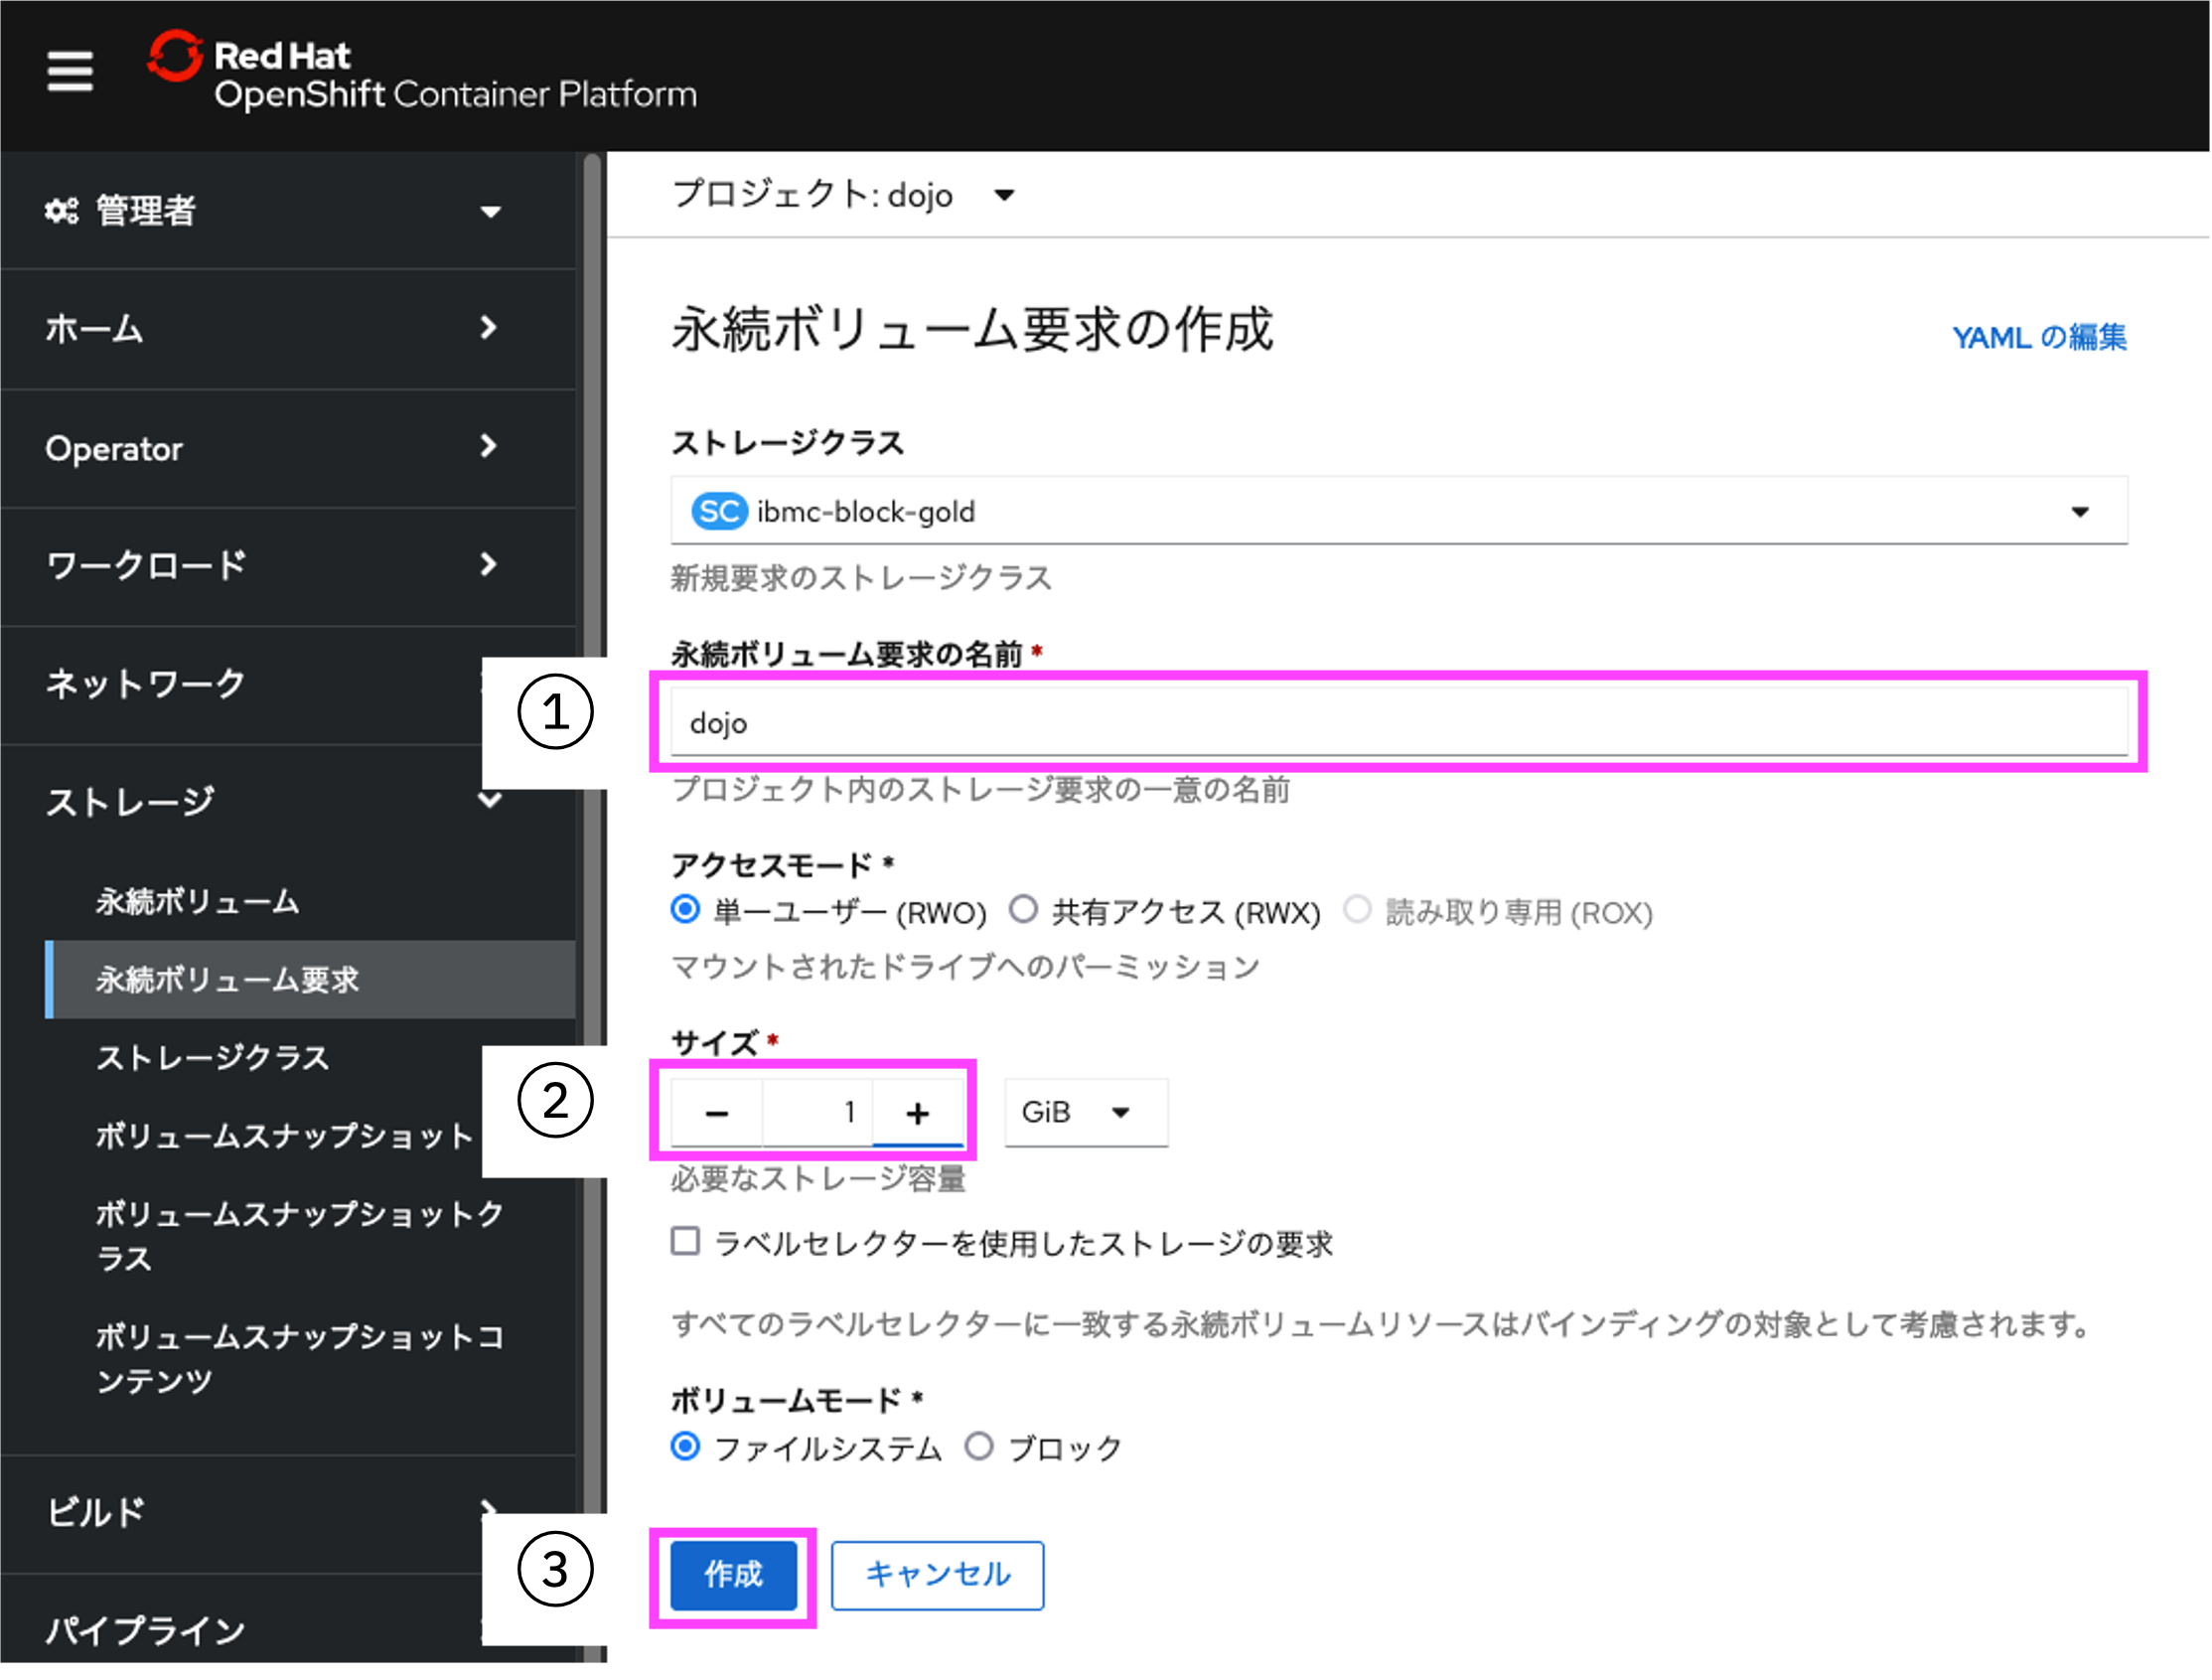 Red Hat
OpenShift Container Platform
管理者
ホーム
Operator
ワークロード
ネットワーク
ストレージ
永続ボリューム
永続ボリューム要求
ストレージクラス
ボリュームスナップショット
ボリュームスナップショットク
ラス
ボリュームスナップショットコ
ンテンツ
ビルド
パイプライン
プロジェクト: dojo
永続ボリューム要求の作成
YAML の編集
ストレージクラス
SC ibmc-block-gold
新規要求のストレージクラス
永続ボリューム要求の名前 *
① dojo
プロジェクト内のストレージ要求の一意の名前
アクセスモード *
単一ユーザー (RWO) 共有アクセス (RWX) 読み取り専用 (ROX)
マウントされたドライブへのパーミッション
サイズ *
② − 1 + GiB
必要なストレージ容量
ラベルセレクターを使用したストレージの要求
すべてのラベルセレクターに一致する永続ボリュームリソースはバインディングの対象として考慮されます。
ボリュームモード *
ファイルシステム ブロック
③ 作成 キャンセル